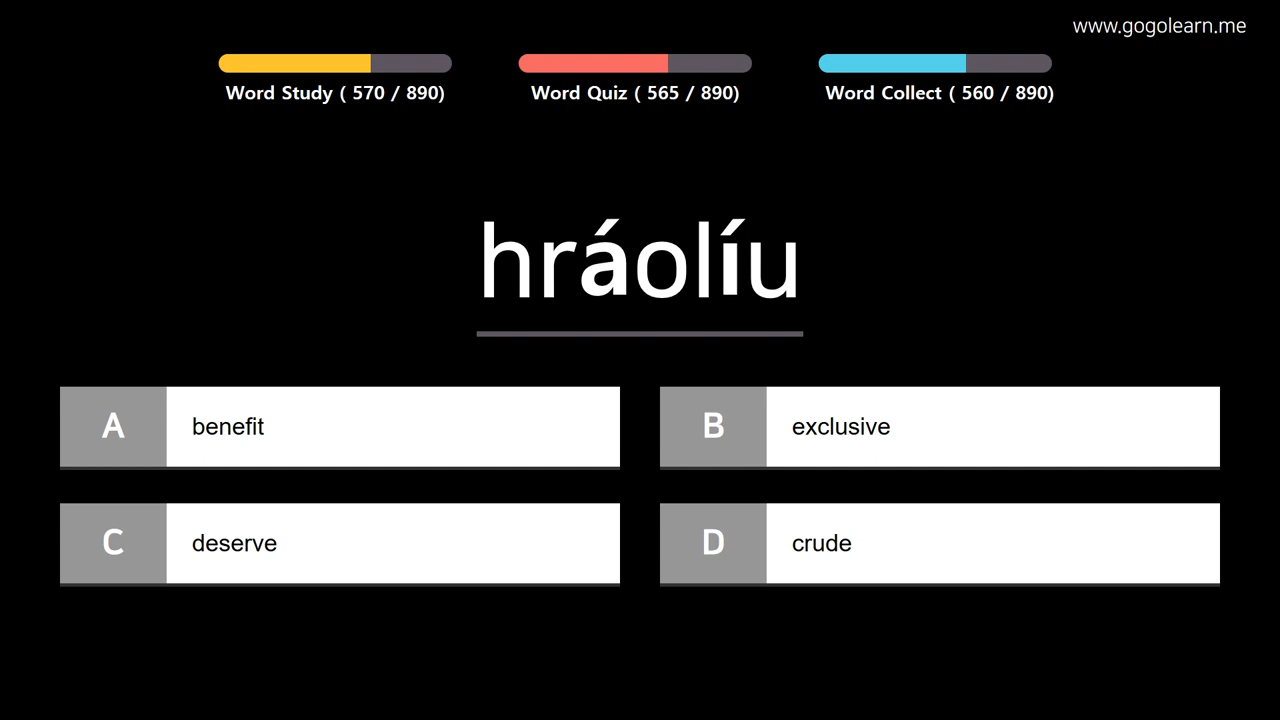 www.gogolearn.me
Word Study ( 570 / 890)
Word Quiz ( 565 / 890)
Word Collect ( 560 / 890)
hráolíu
A benefit
B exclusive
C deserve
D crude